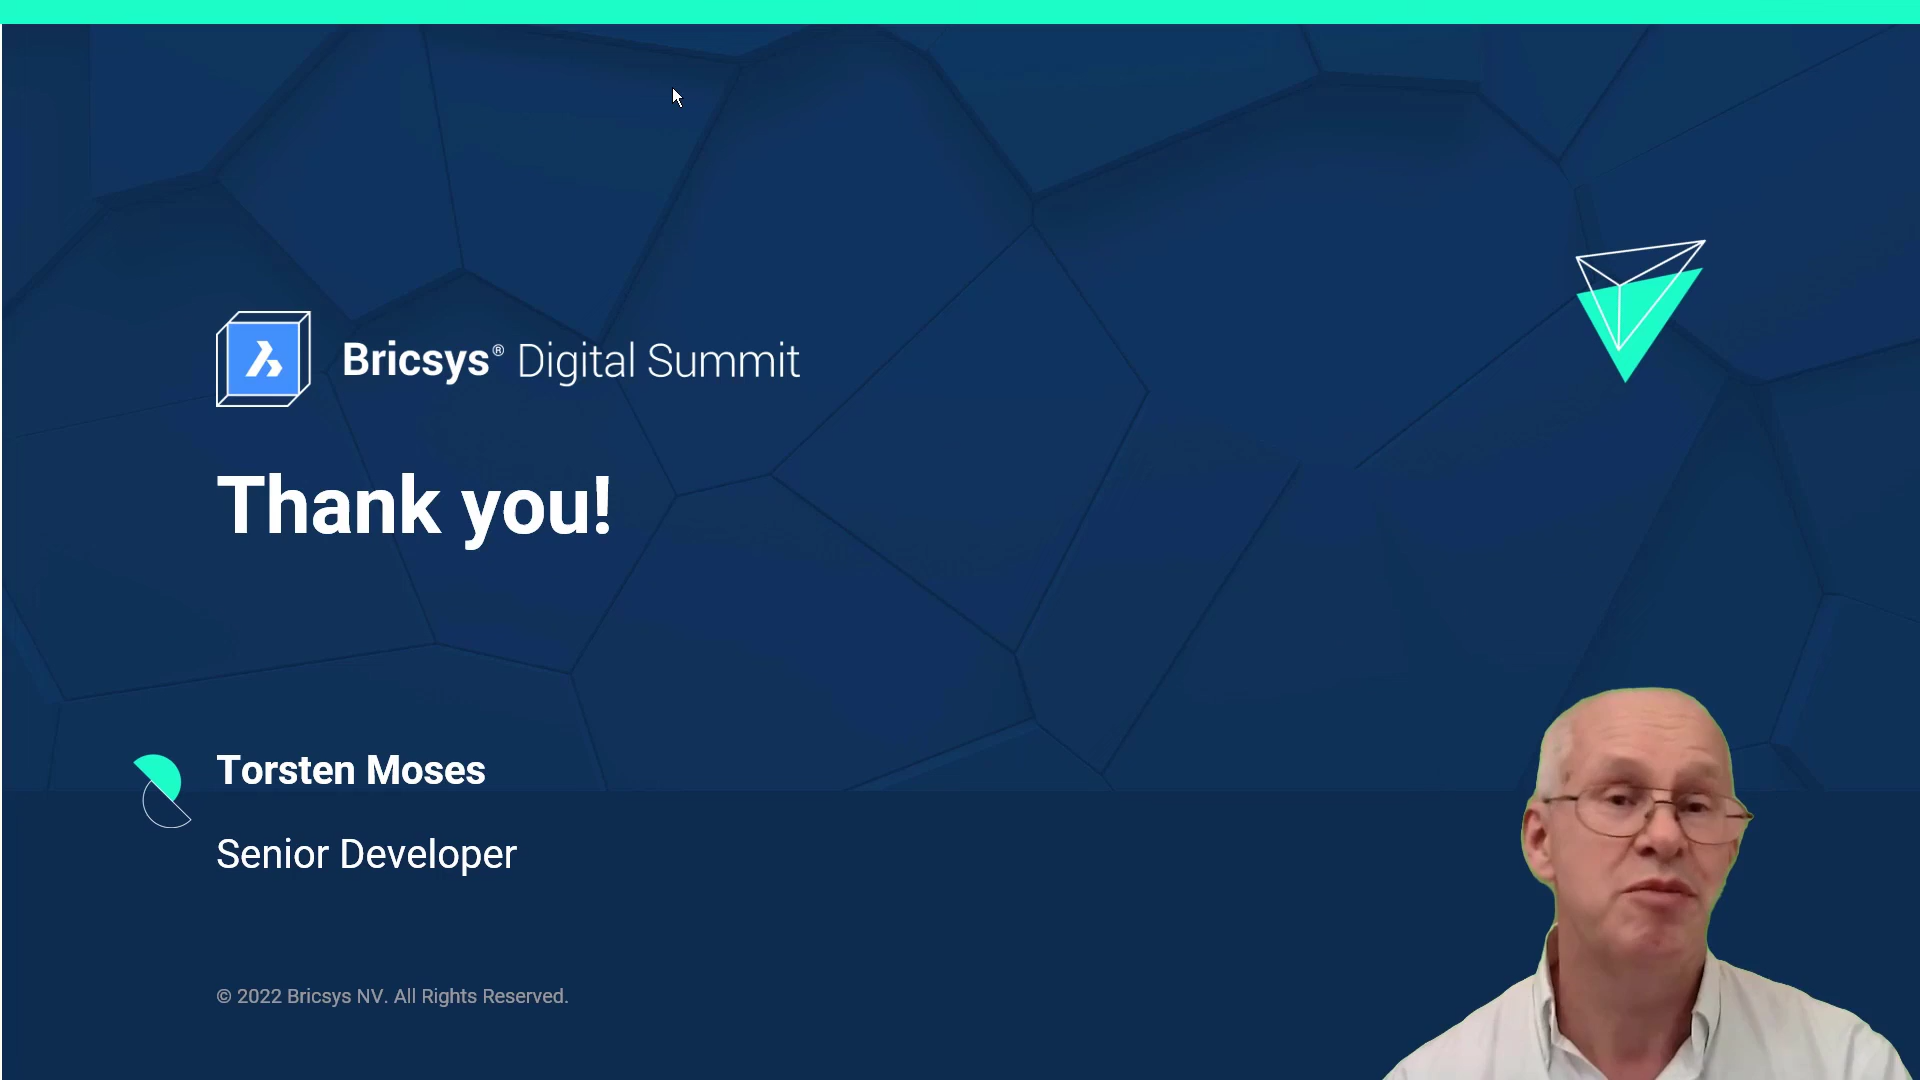 Bricsys® Digital Summit
Thank you!
Torsten Moses
Senior Developer
© 2022 Bricsys NV. All Rights Reserved.